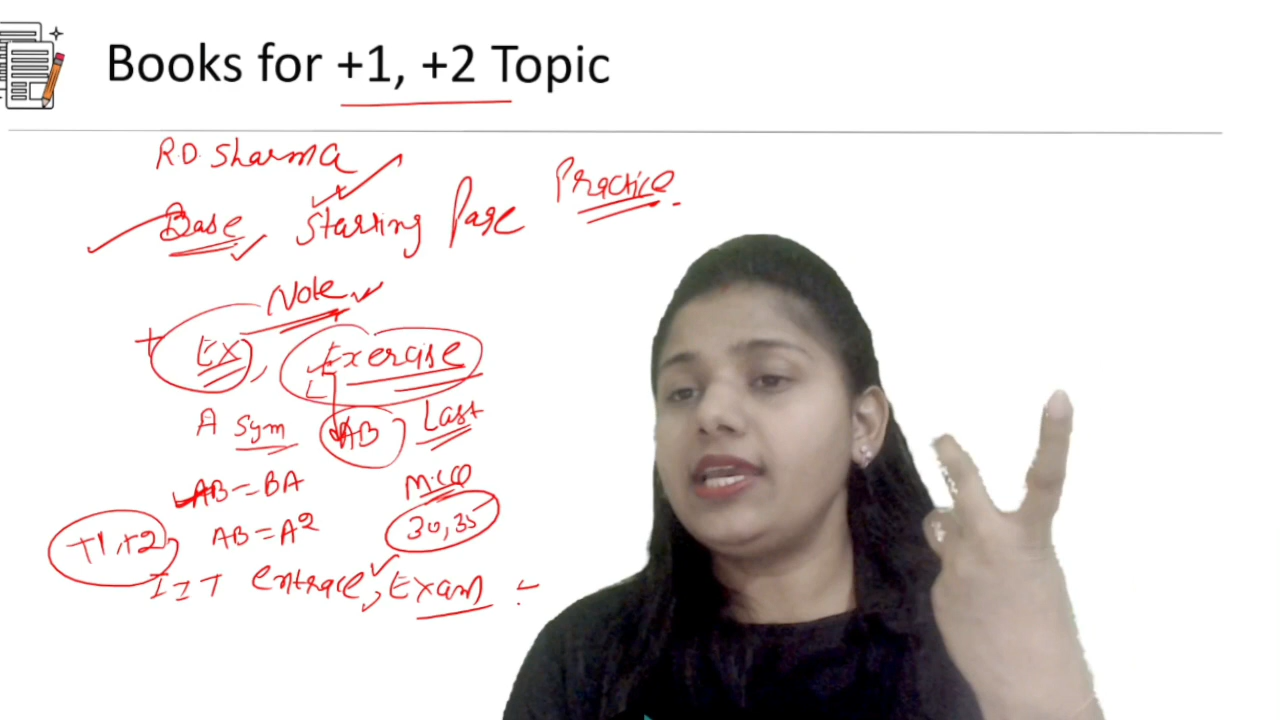 Books for +1, +2 Topic
R.D. Sharma
Base, Starting Page Practice
Note
Ex, Exercise
A Sym AB Last
AB=BA MCQ
+1,+2, AB=A² 30,35
IIT entrace, Exam